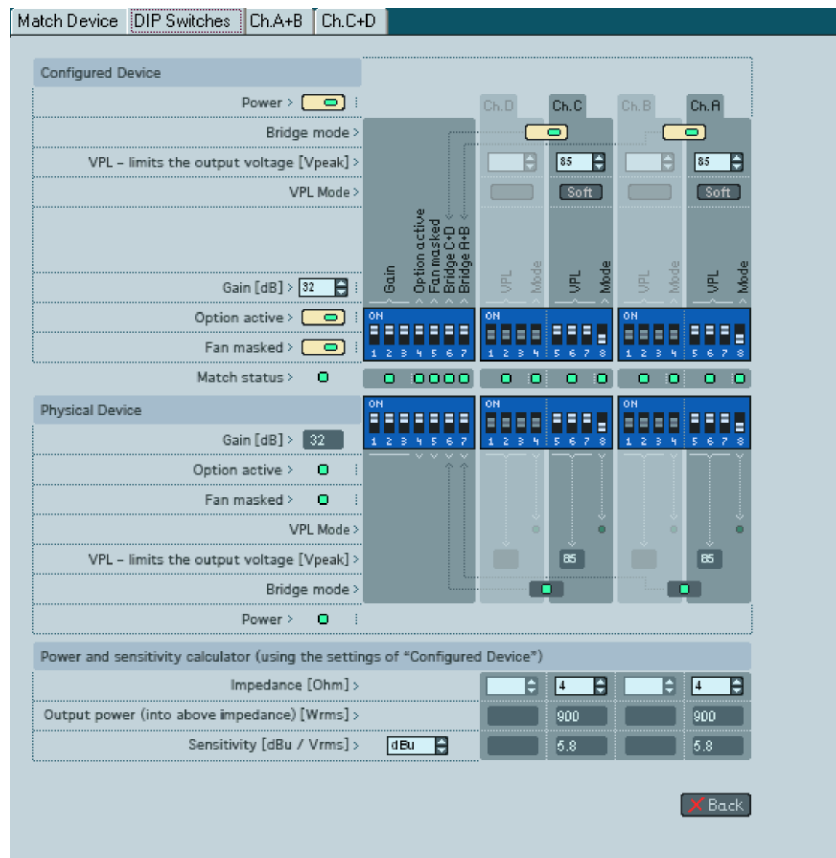 Match Device DIP Switches Ch.A+B Ch.C+D
Configured Device
Power >
Ch.D Ch.C Ch.B Ch.A
Bridge mode >
VPL – limits the output voltage [Vpeak] > 85 85
VPL Mode > Soft Soft
Gain Option active Fan masked Bridge C+D Bridge A+B VPL Mode VPL Mode VPL Mode VPL Mode
Gain [dB] > 32
Option active >
ON ON ON
Fan masked >
1 2 3 4 5 6 7 1 2 3 4 5 6 7 8 1 2 3 4 5 6 7 8
Match status >
Physical Device
ON ON ON
Gain [dB] > 32 1 2 3 4 5 6 7 1 2 3 4 5 6 7 8 1 2 3 4 5 6 7 8
Option active >
Fan masked >
VPL Mode >
VPL – limits the output voltage [Vpeak] > 85 85
Bridge mode >
Power >
Power and sensitivity calculator (using the settings of "Configured Device")
Impedance [Ohm] > 4 4
Output power (into above impedance) [Wrms] > 900 900
Sensitivity [dBu / Vrms] > dBu 5.8 5.8
Back